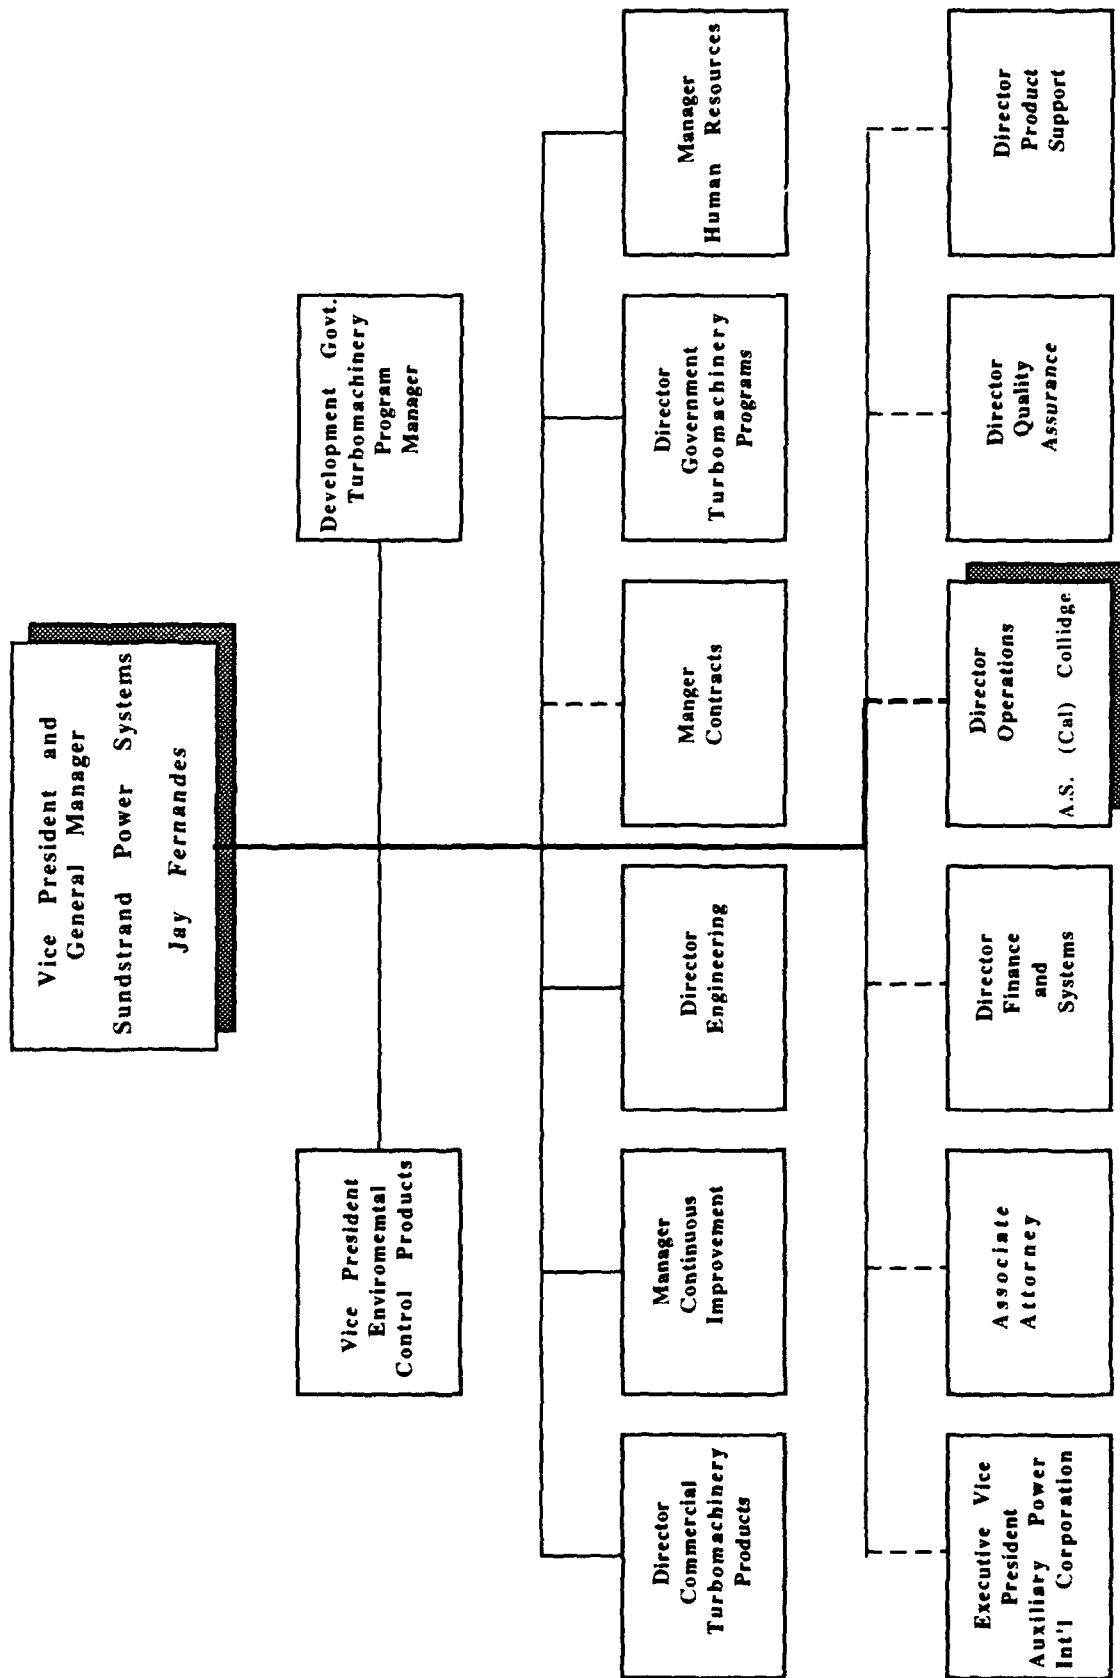 Vice President and
General Manager
Sundstrand Power Systems
Jay Fernandes
Vice President
Enviromemtal
Control Products
Development Govt.
Turbomachinery
Program
Manager
Director
Commercial
Turbomachinery
Products
Manager
Continuous
Improvement
Director
Engineering
Manger
Contracts
Director
Government
Turbomachinery
Programs
Manager
Human Resources
Executive Vice
President
Auxiliary Power
Int'l Corporation
Associate
Attorney
Director
Finance
and
Systems
Director
Operations
A.S. (Cal) Collidge
Director
Quality
Assurance
Director
Product
Support